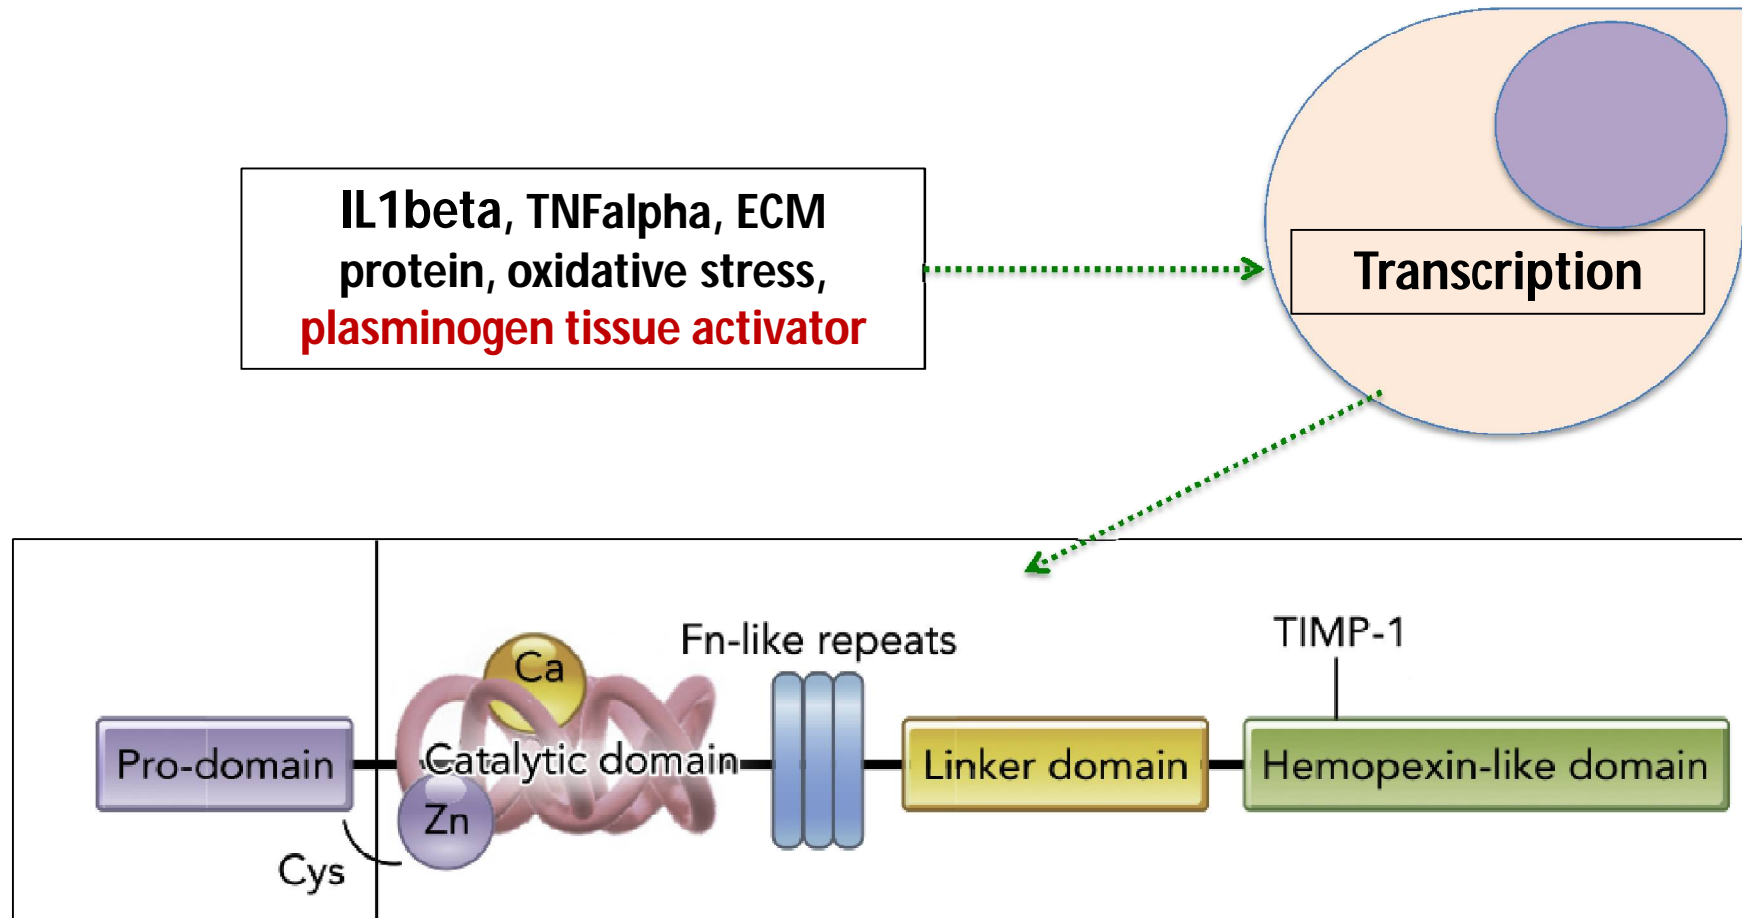 IL1beta, TNFalpha, ECM
protein, oxidative stress,
plasminogen tissue activator
Transcription
Fn-like repeats
TIMP-1
Ca
Pro-domain
Catalytic domain
Linker domain
Hemopexin-like domain
Zn
Cys